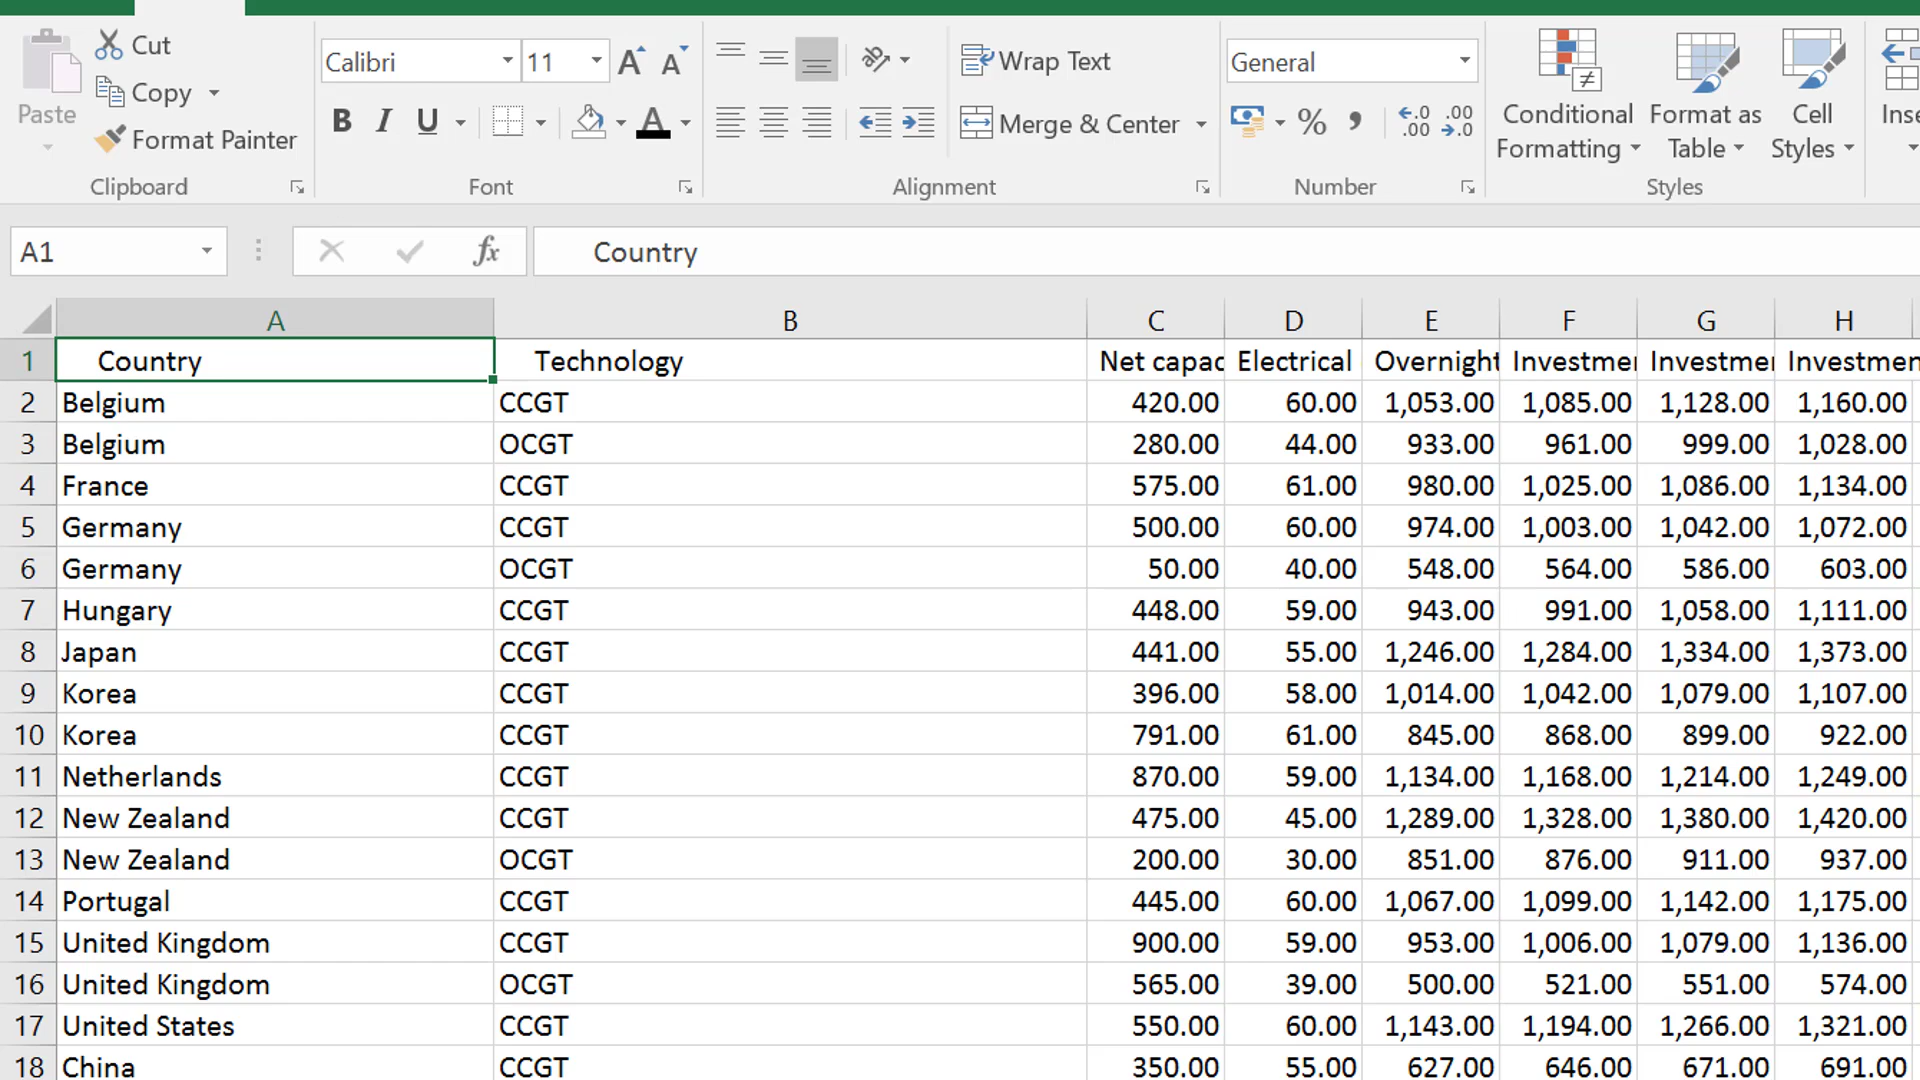 Cut
Copy
Format Painter
Paste
Clipboard
Calibri
11
B I U
A
Font
Wrap Text
Merge & Center
Alignment
General
%
Number
Conditional Formatting
Format as Table
Cell Styles
Styles
Inse
A1
fx
Country
A B C D E F G H
1 Country Technology Net capac Electrical Overnight Investmer Investmer Investmen
2 Belgium CCGT 420.00 60.00 1,053.00 1,085.00 1,128.00 1,160.00
3 Belgium OCGT 280.00 44.00 933.00 961.00 999.00 1,028.00
4 France CCGT 575.00 61.00 980.00 1,025.00 1,086.00 1,134.00
5 Germany CCGT 500.00 60.00 974.00 1,003.00 1,042.00 1,072.00
6 Germany OCGT 50.00 40.00 548.00 564.00 586.00 603.00
7 Hungary CCGT 448.00 59.00 943.00 991.00 1,058.00 1,111.00
8 Japan CCGT 441.00 55.00 1,246.00 1,284.00 1,334.00 1,373.00
9 Korea CCGT 396.00 58.00 1,014.00 1,042.00 1,079.00 1,107.00
10 Korea CCGT 791.00 61.00 845.00 868.00 899.00 922.00
11 Netherlands CCGT 870.00 59.00 1,134.00 1,168.00 1,214.00 1,249.00
12 New Zealand CCGT 475.00 45.00 1,289.00 1,328.00 1,380.00 1,420.00
13 New Zealand OCGT 200.00 30.00 851.00 876.00 911.00 937.00
14 Portugal CCGT 445.00 60.00 1,067.00 1,099.00 1,142.00 1,175.00
15 United Kingdom CCGT 900.00 59.00 953.00 1,006.00 1,079.00 1,136.00
16 United Kingdom OCGT 565.00 39.00 500.00 521.00 551.00 574.00
17 United States CCGT 550.00 60.00 1,143.00 1,194.00 1,266.00 1,321.00
18 China CCGT 350.00 55.00 627.00 646.00 671.00 691.00